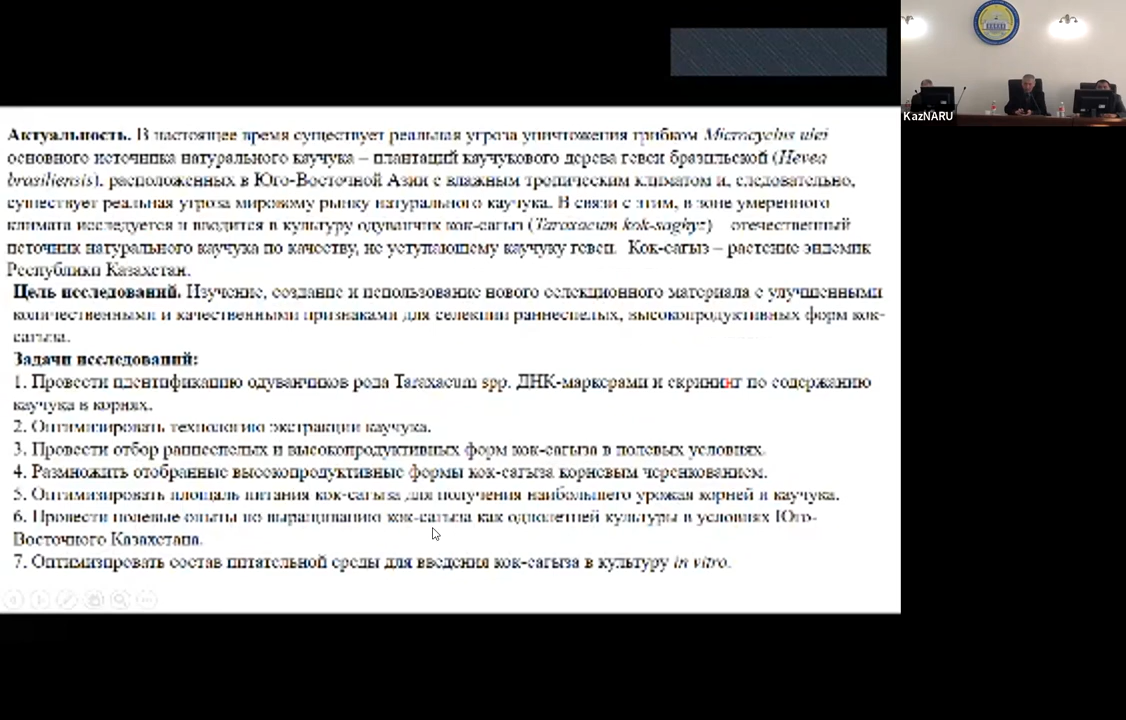 Актуальность. В настоящее время существует реальная угроза уничтожения грибком Microcyclus ulei
основного источника натурального каучука – плантаций каучукового дерева гевеи бразильской (Hevea
brasiliensis), расположенных в Юго-Восточной Азии с влажным тропическим климатом и, следовательно,
существует реальная угроза мировому рынку натурального каучука. В связи с этим, в зоне умеренного
климата исследуется и вводится в культуру одуванчик кок-сагыз (Taraxacum kok-saghyz) отечественный
источник натурального каучука по качеству, не уступающему каучуку гевеи. Кок-сагыз – растение эндемик
Республики Казахстан.
Цель исследований. Изучение, создание и использование нового селекционного материала с улучшенными
количественными и качественными признаками для селекции раннеспелых, высокопродуктивных форм кок-
сагыза.
Задачи исследований:
1. Провести идентификацию одуванчиков рода Taraxacum spp. ДНК-маркерами и скрининг по содержанию
каучука в корнях.
2. Оптимизировать технологию экстракции каучука.
3. Провести отбор раннеспелых и высокопродуктивных форм кок-сагыза в полевых условиях.
4. Размножить отобранные высокопродуктивные формы кок-сагыза корневым черенкованием.
5. Оптимизировать площадь питания кок-сагыза для получения наибольшего урожая корней и каучука.
6. Провести полевые опыты по выращиванию кок-сагыза как однолетней культуры в условиях Юго-
Восточного Казахстана.
7. Оптимизировать состав питательной среды для введения кок-сагыза в культуру in vitro.
KazNARU